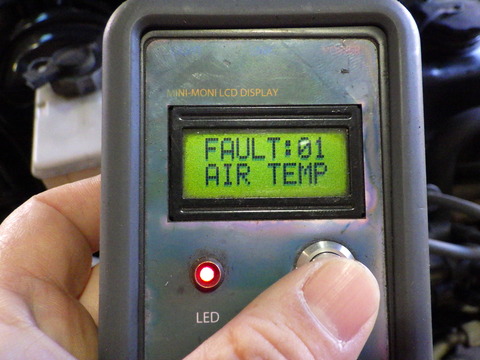 MINI-MONI LCD DISPLAY
FAULT:01
AIR TEMP
LED